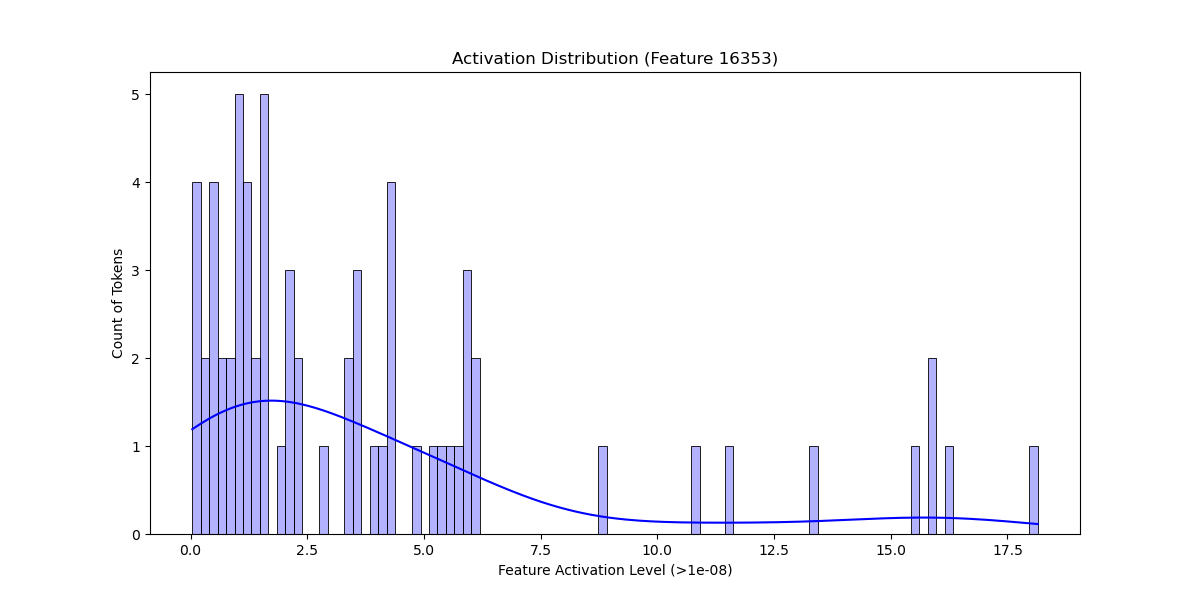 Activation Distribution (Feature 16353)
5
4
3
2
1
0
Count of Tokens
0.0 2.5 5.0 7.5 10.0 12.5 15.0 17.5
Feature Activation Level (>1e-08)